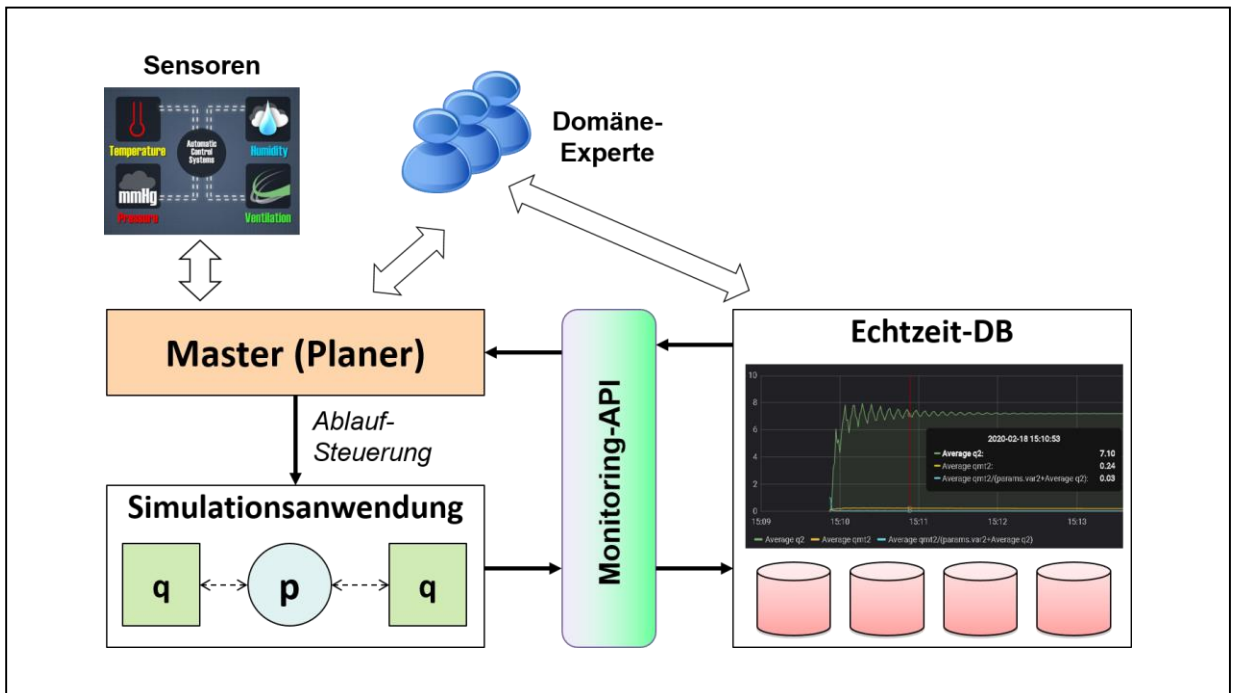 Sensoren
Temperature
Automatic
Control
Systems
Humidity
mmHg
Pressure
Ventilation
Domäne-
Experte
Master (Planer)
Ablauf-
Steuerung
Simulationsanwendung
q
p
q
Monitoring-API
Echtzeit-DB
10
8
6
4
2
0
15:09
15:10
15:11
15:12
15:13
2020-02-18 15:10:53
Average q2: 7.10
Average qmt2: 0.24
Average qmt2/(params.var2+Average q2): 0.03
Average q2 Average qmt2 Average qmt2/(params.var2+Average q2)